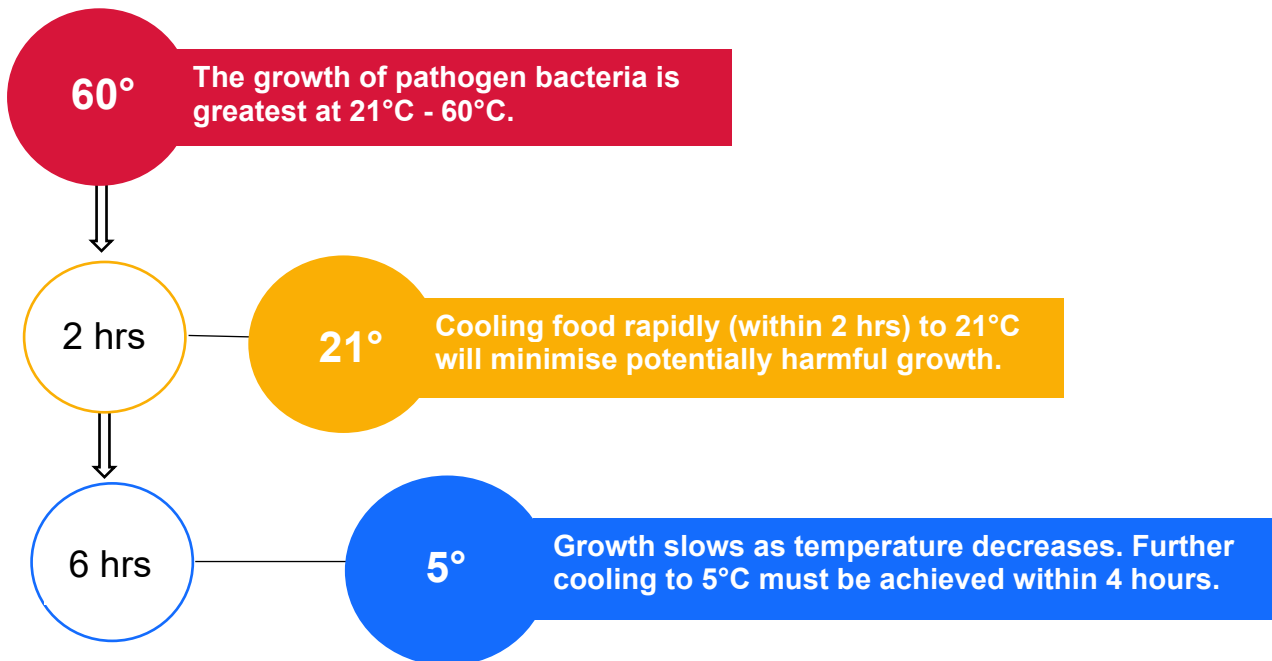 60°
The growth of pathogen bacteria is
greatest at 21°C - 60°C.
2 hrs
21°
Cooling food rapidly (within 2 hrs) to 21°C
will minimise potentially harmful growth.
6 hrs
5°
Growth slows as temperature decreases. Further
cooling to 5°C must be achieved within 4 hours.